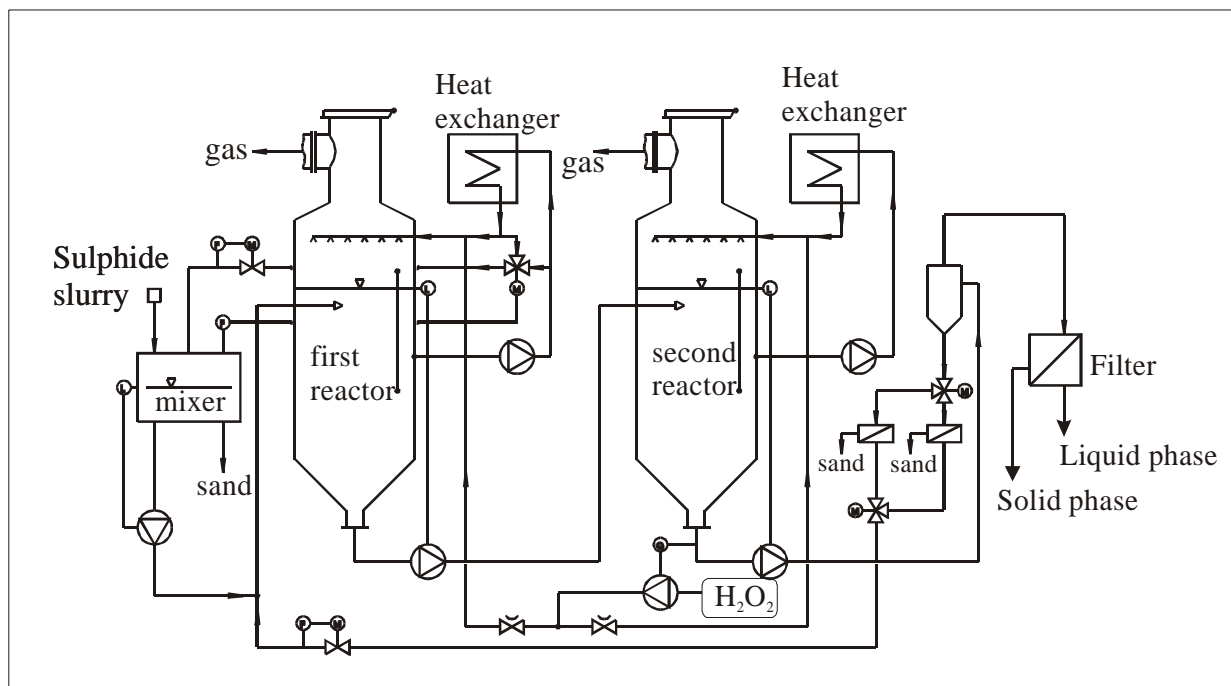 Heat
exchanger
Heat
exchanger
gas
gas
F
M
Sulphide
slurry
L
L
M
F
first
reactor
second
reactor
Filter
L
mixer
M
sand
sand
sand
Liquid phase
Solid phase
M
H₂O₂
F
M